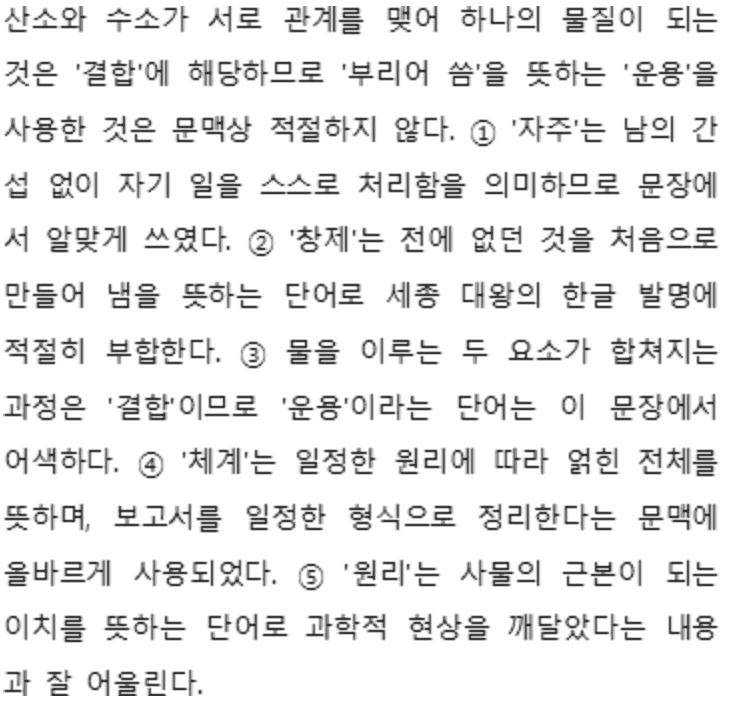 산소와 수소가 서로 관계를 맺어 하나의 물질이 되는
것은 '결합'에 해당하므로 '부리어 씀'을 뜻하는 '운용'을
사용한 것은 문맥상 적절하지 않다. ① '자주'는 남의 간
섭 없이 자기 일을 스스로 처리함을 의미하므로 문장에
서 알맞게 쓰였다. ② '창제'는 전에 없던 것을 처음으로
만들어 냄을 뜻하는 단어로 세종 대왕의 한글 발명에
적절히 부합한다. ③ 물을 이루는 두 요소가 합쳐지는
과정은 '결합'이므로 '운용'이라는 단어는 이 문장에서
어색하다. ④ '체계'는 일정한 원리에 따라 얽힌 전체를
뜻하며, 보고서를 일정한 형식으로 정리한다는 문맥에
올바르게 사용되었다. ⑤ '원리'는 사물의 근본이 되는
이치를 뜻하는 단어로 과학적 현상을 깨달았다는 내용
과 잘 어울린다.